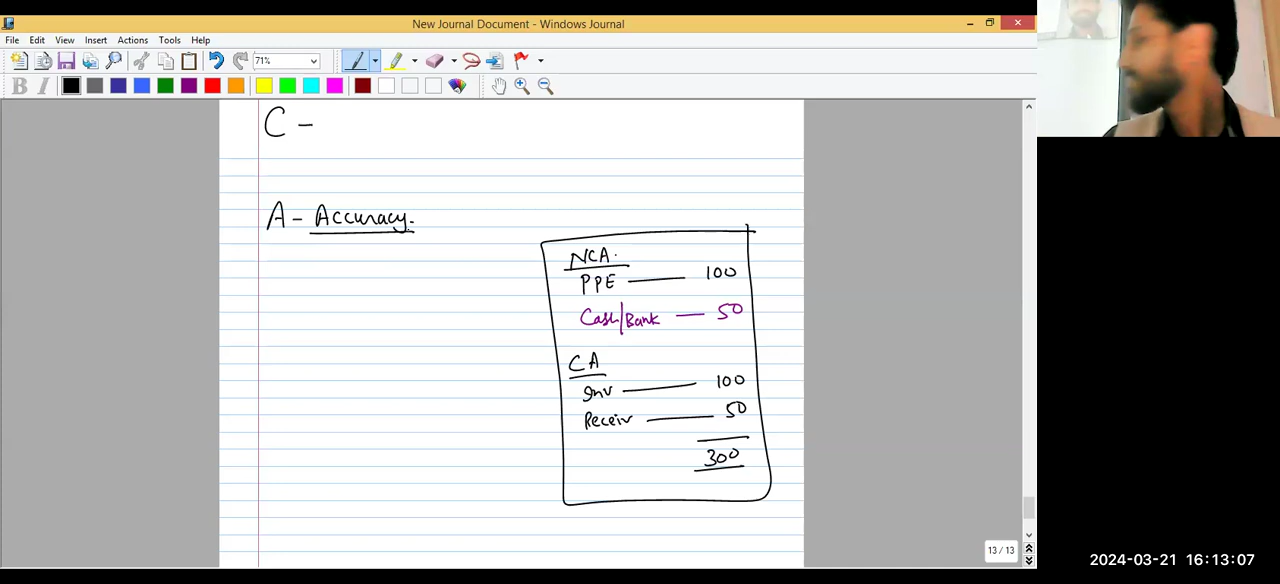 New Journal Document - Windows Journal
File Edit View Insert Actions Tools Help
71%
B I
C -
A - Accuracy.
NCA.
PPE — 100
Cash/Bank — 50
CA
Inv — 100
Receiv — 50
300
13 / 13
2024-03-21 16:13:07